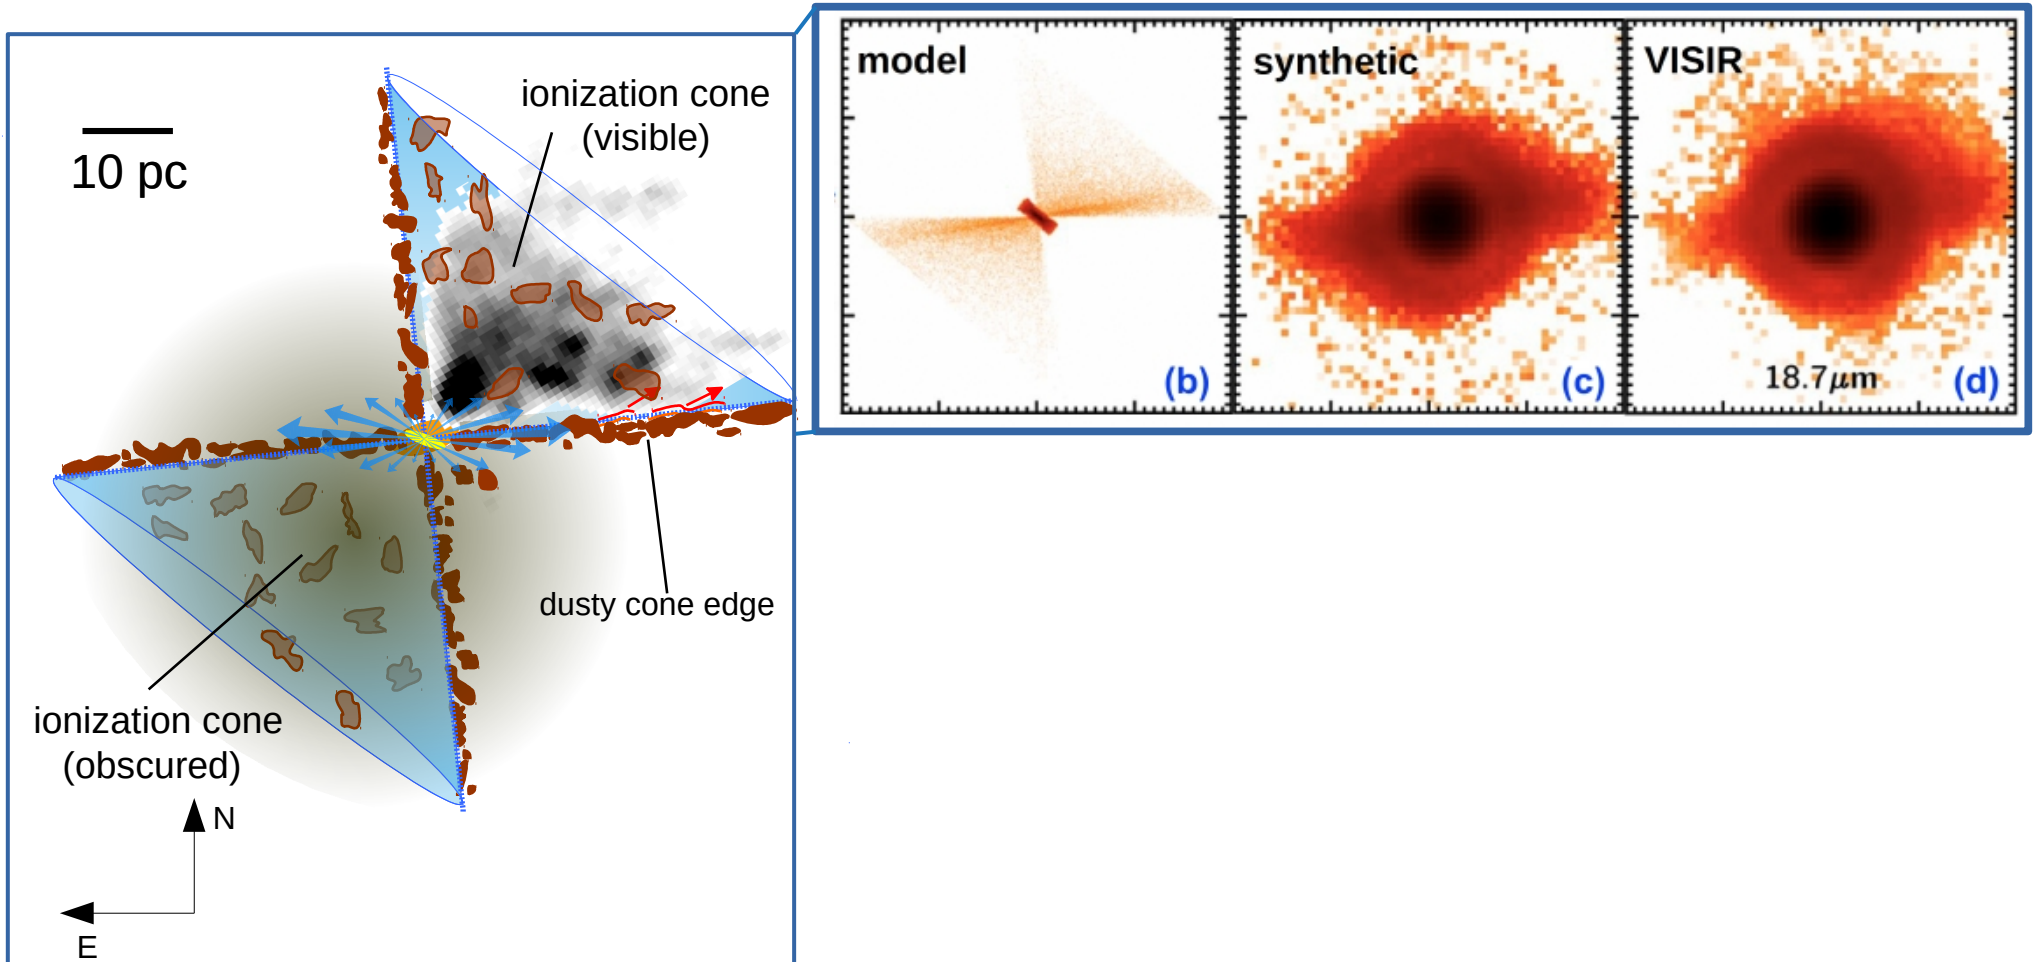 ionization cone
(visible)
10 pc
dusty cone edge
ionization cone
(obscured)
N
E
model
(b)
synthetic
(c)
VISIR
18.7μm
(d)